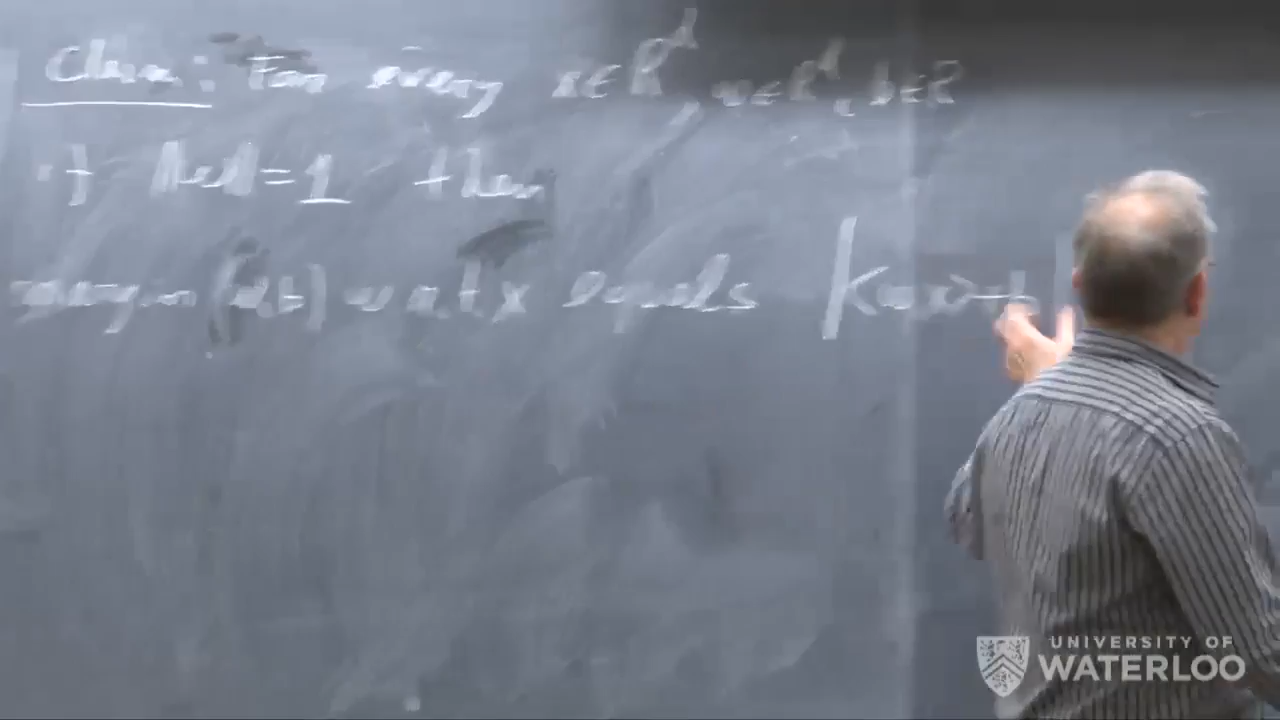 Claim: For every x∈R^d, w∈R^d, b∈R
if ||w||=1 then
margin (w,b) w.r.t x equals |<w,x>+b|
UNIVERSITY OF
WATERLOO